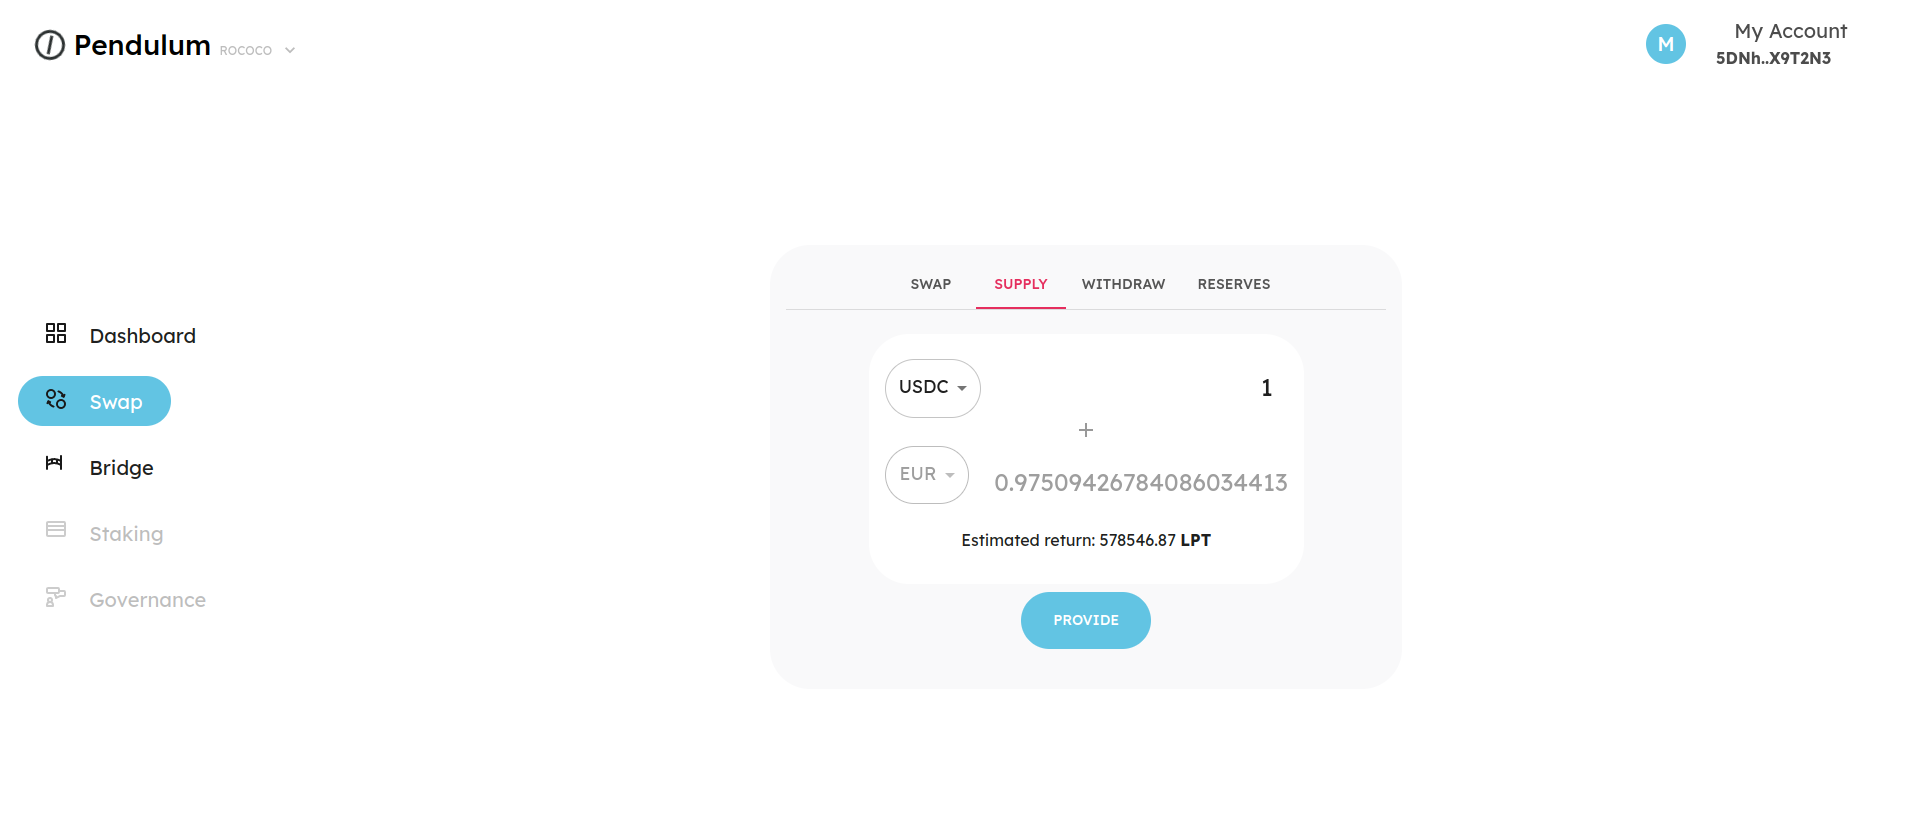 Pendulum ROCOCO
M
My Account
5DNh..X9T2N3
Dashboard
Swap
Bridge
Staking
Governance
SWAP SUPPLY WITHDRAW RESERVES
USDC 1
+
EUR 0.97509426784086034413
Estimated return: 578546.87 LPT
PROVIDE